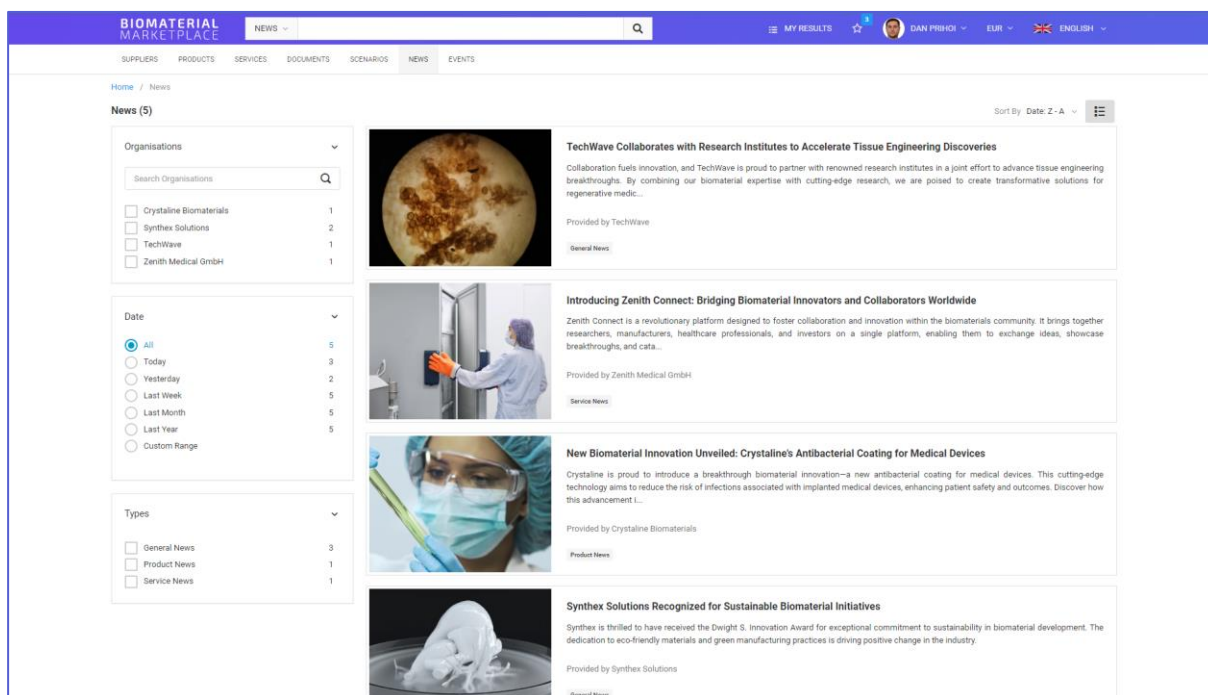 BIOMATERIAL
MARKETPLACE
NEWS
MY RESULTS
3
DAN PRIHOI
EUR
ENGLISH
SUPPLIERS PRODUCTS SERVICES DOCUMENTS SCENARIOS NEWS EVENTS
Home / News
News (5)
Sort By Date: Z - A
Organisations
Search Organisations
Crystaline Biomaterials 1
Synthex Solutions 2
TechWave 1
Zenith Medical GmbH 1
Date
All 5
Today 3
Yesterday 2
Last Week 5
Last Month 5
Last Year 5
Custom Range
Types
General News 3
Product News 1
Service News 1
TechWave Collaborates with Research Institutes to Accelerate Tissue Engineering Discoveries
Collaboration fuels innovation, and TechWave is proud to partner with renowned research institutes in a joint effort to advance tissue engineering
breakthroughs. By combining our biomaterial expertise with cutting-edge research, we are poised to create transformative solutions for
regenerative medic...
Provided by TechWave
General News
Introducing Zenith Connect: Bridging Biomaterial Innovators and Collaborators Worldwide
Zenith Connect is a revolutionary platform designed to foster collaboration and innovation within the biomaterials community. It brings together
researchers, manufacturers, healthcare professionals, and investors on a single platform, enabling them to exchange ideas, showcase
breakthroughs, and cata...
Provided by Zenith Medical GmbH
Service News
New Biomaterial Innovation Unveiled: Crystaline's Antibacterial Coating for Medical Devices
Crystaline is proud to introduce a breakthrough biomaterial innovation—a new antibacterial coating for medical devices. This cutting-edge
technology aims to reduce the risk of infections associated with implanted medical devices, enhancing patient safety and outcomes. Discover how
this advancement i...
Provided by Crystaline Biomaterials
Product News
Synthex Solutions Recognized for Sustainable Biomaterial Initiatives
Synthex is thrilled to have received the Dwight S. Innovation Award for exceptional commitment to sustainability in biomaterial development. The
dedication to eco-friendly materials and green manufacturing practices is driving positive change in the industry.
Provided by Synthex Solutions
General News